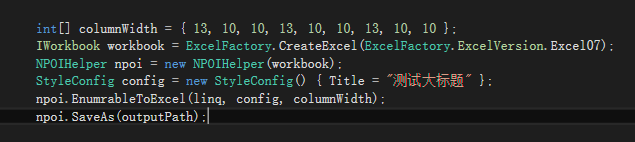 int[] columnWidth = { 13, 10, 10, 13, 10, 10, 13, 10, 10 };
IWorkbook workbook = ExcelFactory.CreateExcel(ExcelFactory.ExcelVersion.Excel07);
NPOIHelper npoi = new NPOIHelper(workbook);
StyleConfig config = new StyleConfig() { Title = "测试大标题" };
npoi.EnumrableToExcel(linq, config, columnWidth);
npoi.SaveAs(outputPath);